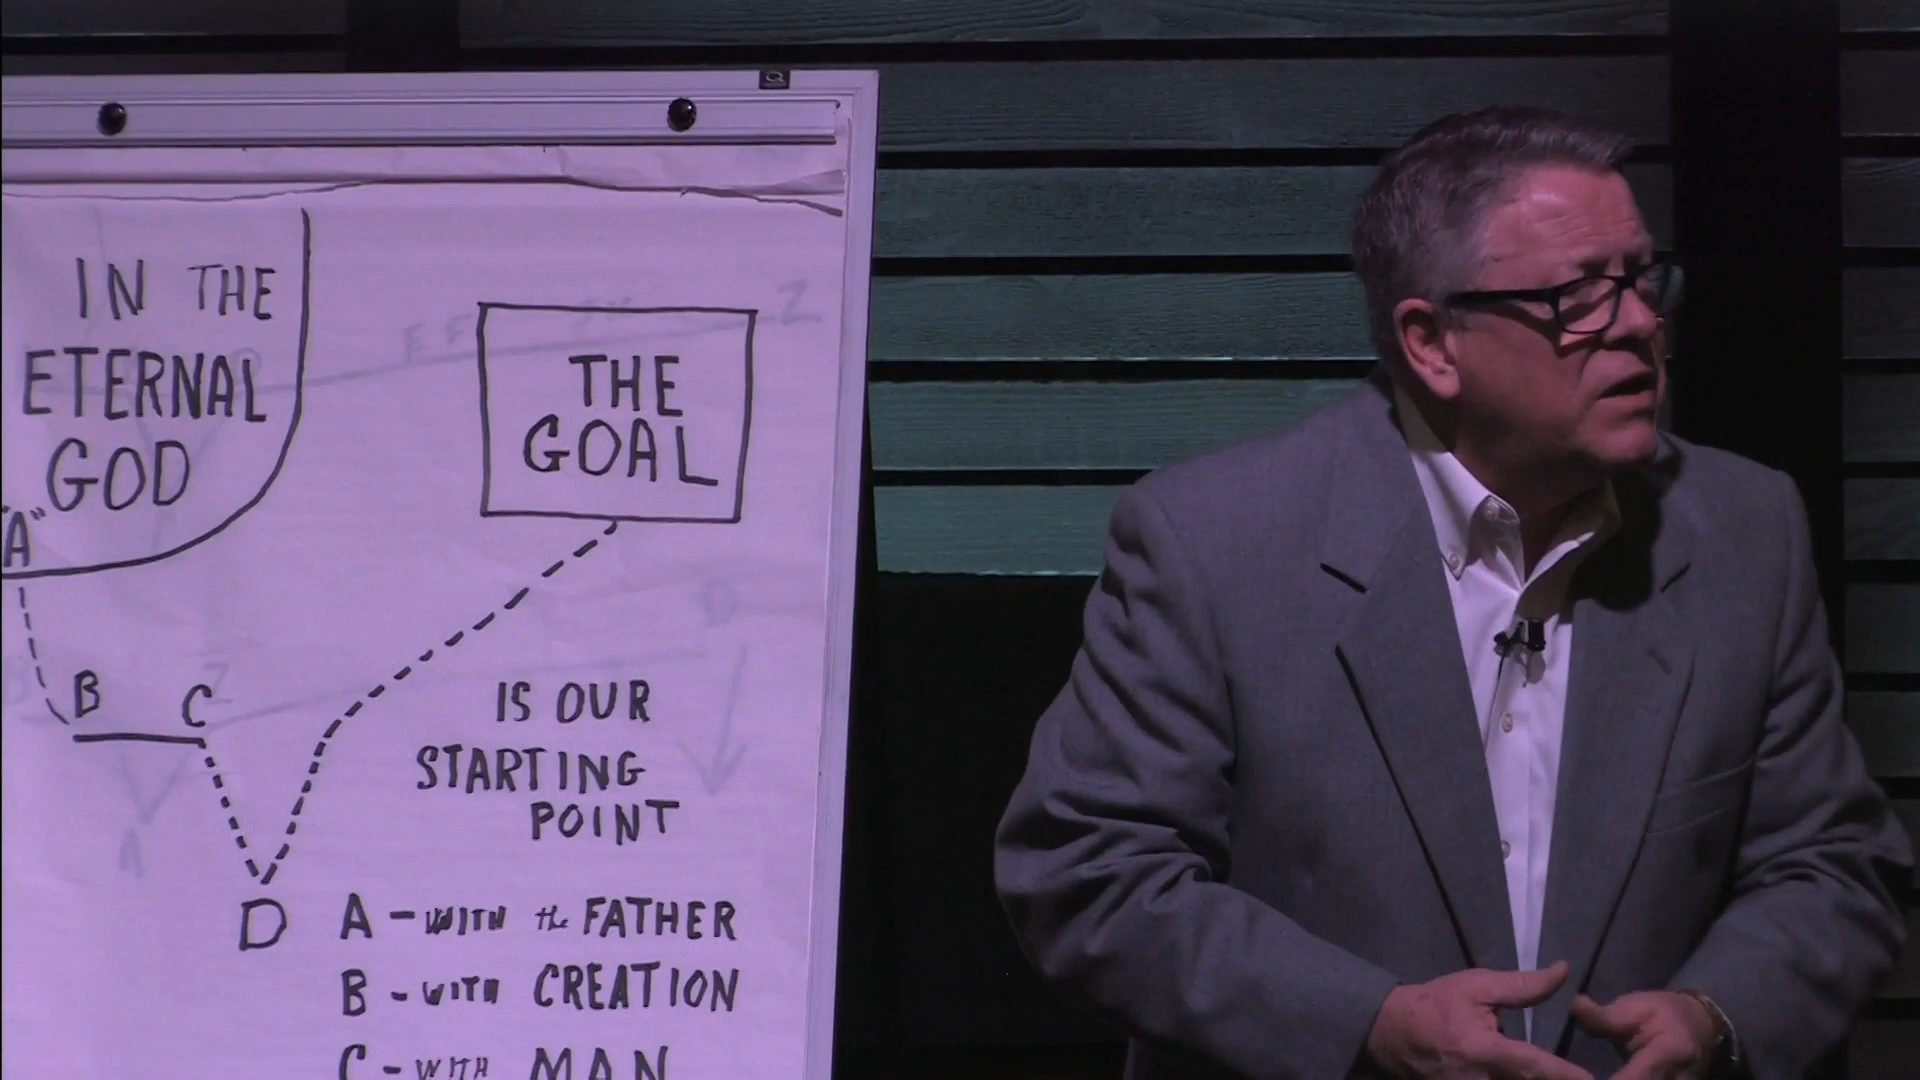 IN THE
ETERNAL
GOD
"A"
THE
GOAL
B
C
D
IS OUR
STARTING
POINT
A - WITH the FATHER
B - WITH CREATION
C - WITH MAN
E F
Z
Z